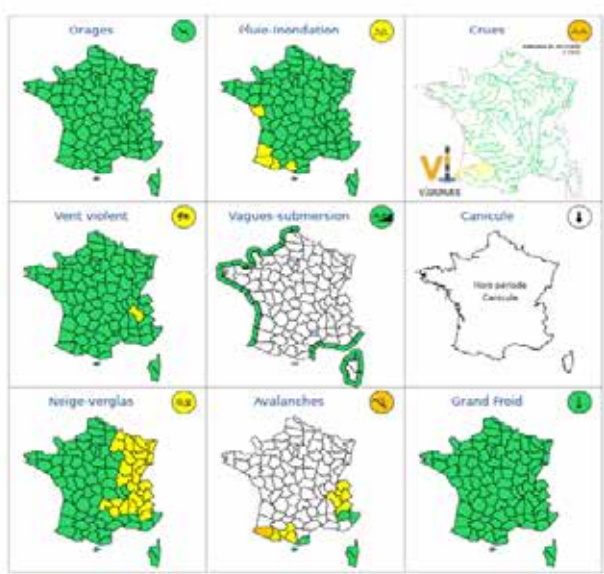 Orages
Pluie-Inondation
Crues
Vent violent
Vagues-submersion
Canicule
Hors période
Canicule
Neige-verglas
Avalanches
Grand Froid